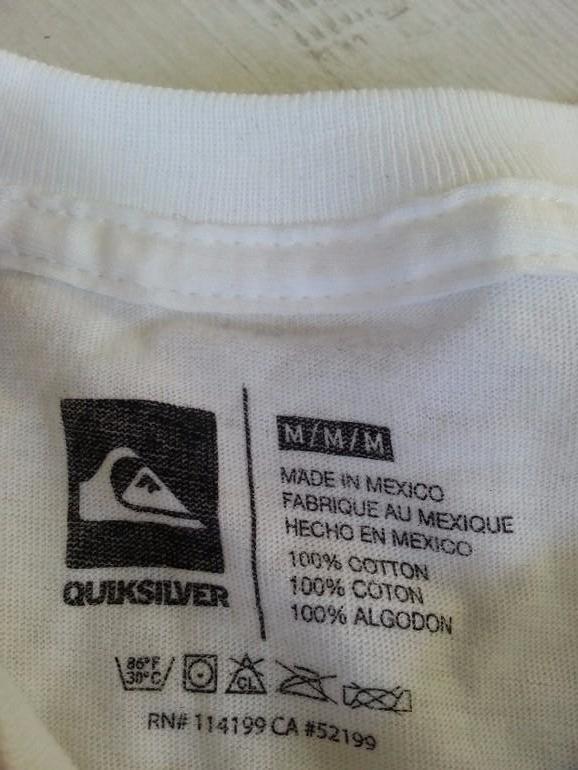 QUIKSILVER
M/M/M
MADE IN MEXICO
FABRIQUE AU MEXIQUE
HECHO EN MEXICO
100% COTTON
100% COTON
100% ALGODON
86°F
30°C
CL
RN# 114199 CA #52199